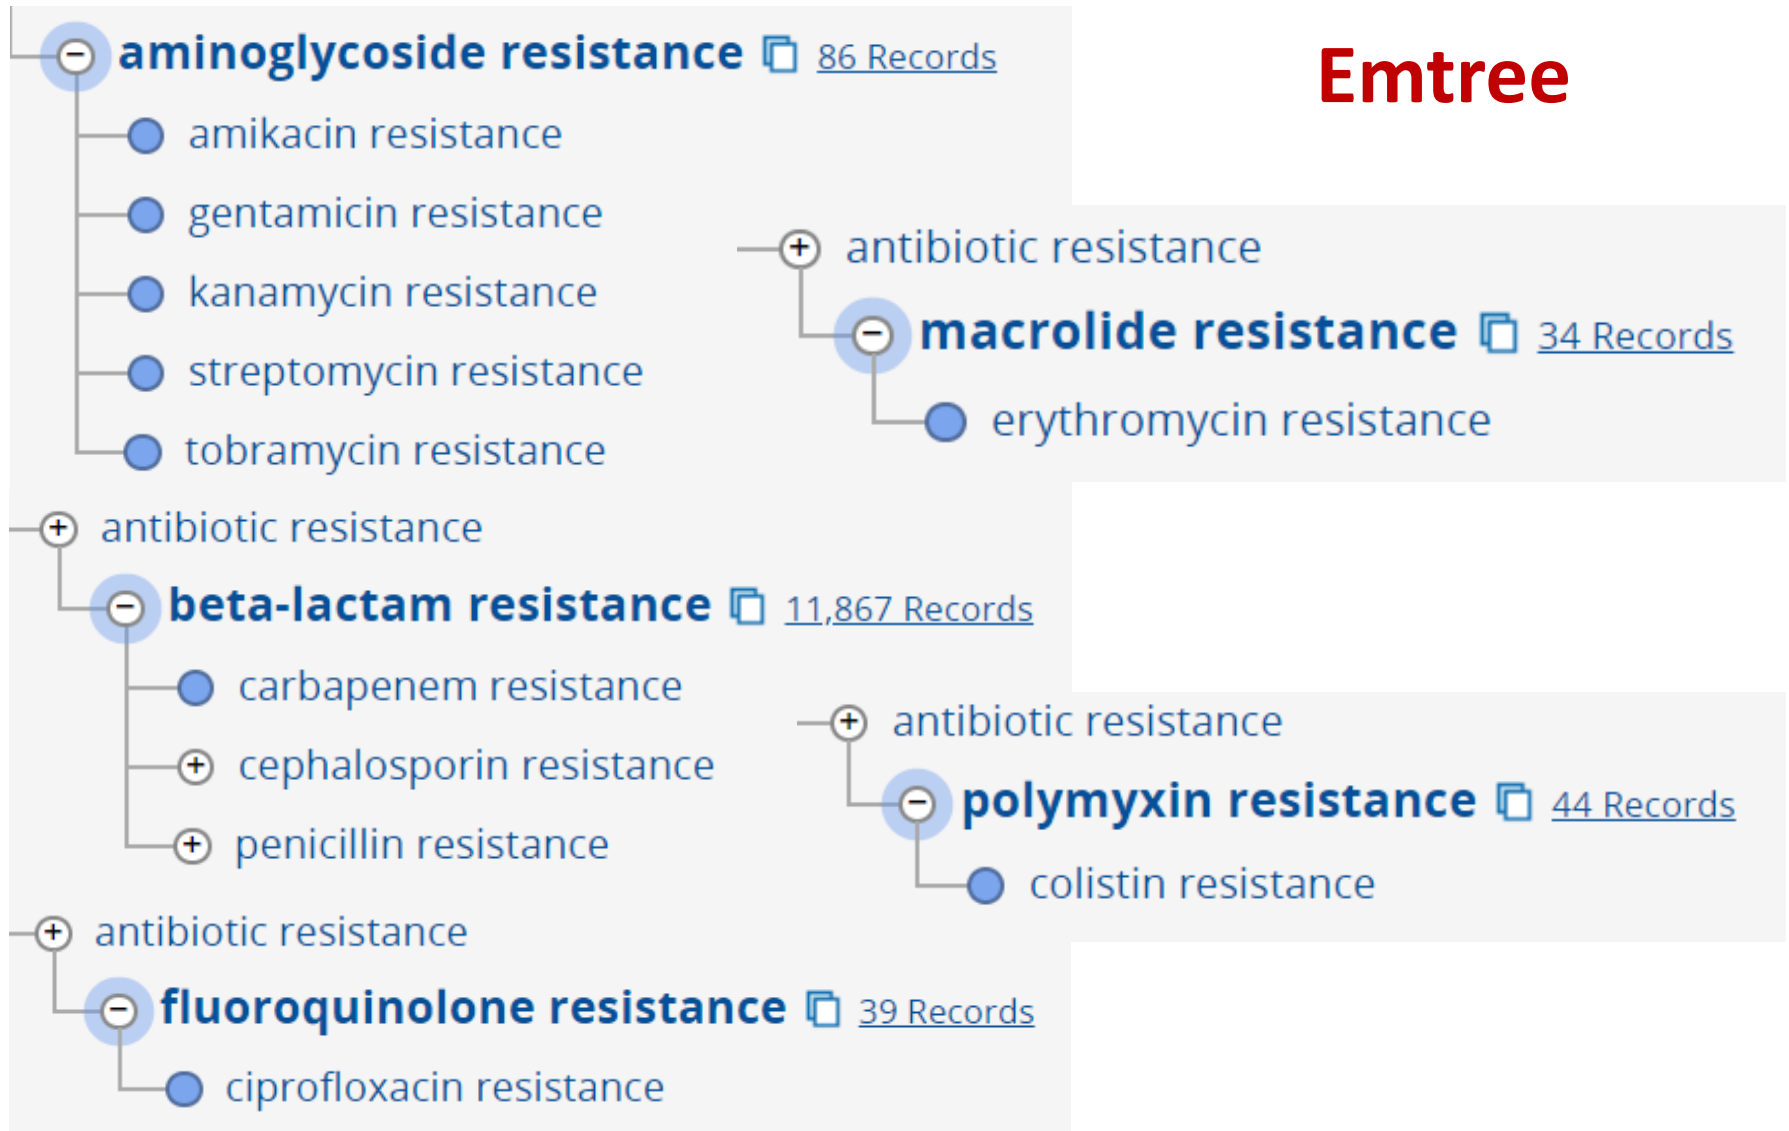 aminoglycoside resistance 86 Records
amikacin resistance
gentamicin resistance
kanamycin resistance
streptomycin resistance
tobramycin resistance
antibiotic resistance
beta-lactam resistance 11,867 Records
carbapenem resistance
cephalosporin resistance
penicillin resistance
antibiotic resistance
fluoroquinolone resistance 39 Records
ciprofloxacin resistance
Emtree
antibiotic resistance
macrolide resistance 34 Records
erythromycin resistance
antibiotic resistance
polymyxin resistance 44 Records
colistin resistance